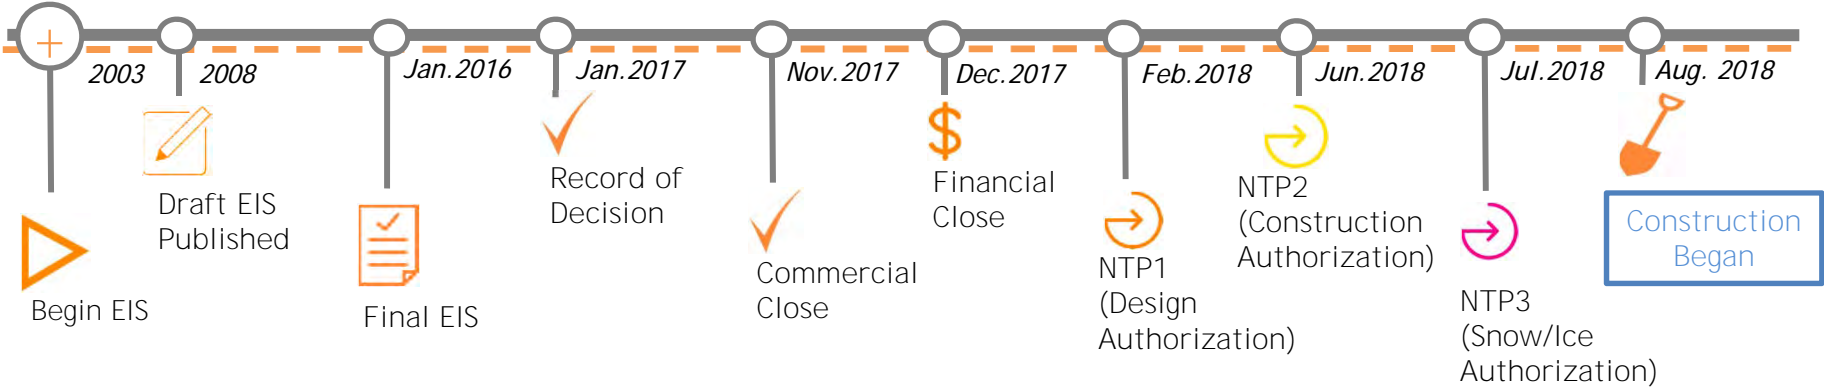 2003
2008
Jan.2016
Jan.2017
Nov.2017
Dec.2017
Feb.2018
Jun.2018
Jul.2018
Aug. 2018
Begin EIS
Draft EIS
Published
Final EIS
Record of
Decision
Commercial
Close
$
Financial
Close
NTP1
(Design
Authorization)
NTP2
(Construction
Authorization)
NTP3
(Snow/Ice
Authorization)
Construction
Began